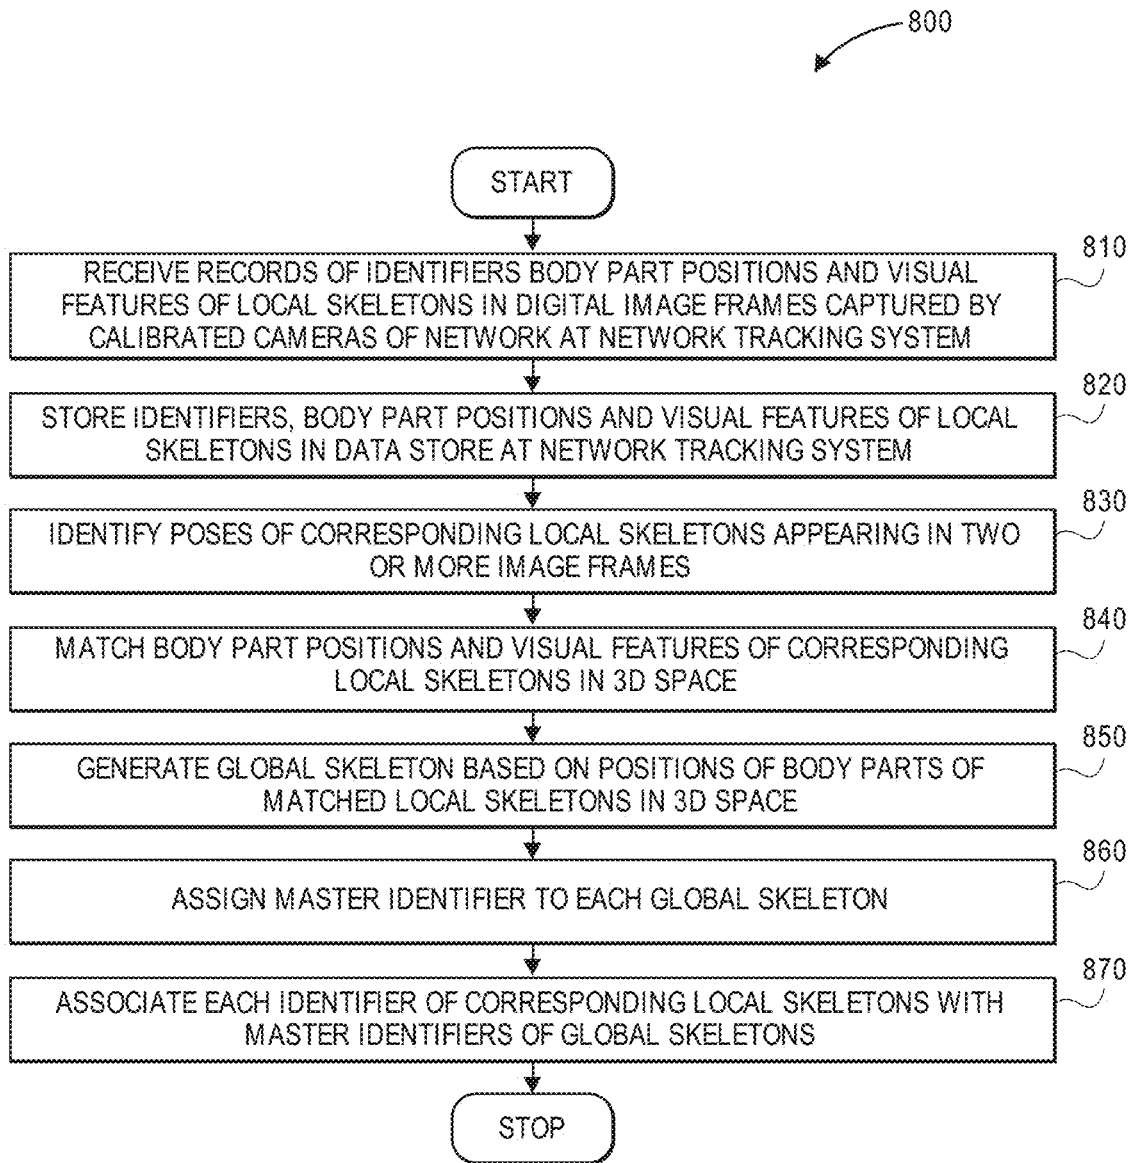 800
START
810
RECEIVE RECORDS OF IDENTIFIERS BODY PART POSITIONS AND VISUAL
FEATURES OF LOCAL SKELETONS IN DIGITAL IMAGE FRAMES CAPTURED BY
CALIBRATED CAMERAS OF NETWORK AT NETWORK TRACKING SYSTEM
820
STORE IDENTIFIERS, BODY PART POSITIONS AND VISUAL FEATURES OF LOCAL
SKELETONS IN DATA STORE AT NETWORK TRACKING SYSTEM
830
IDENTIFY POSES OF CORRESPONDING LOCAL SKELETONS APPEARING IN TWO
OR MORE IMAGE FRAMES
840
MATCH BODY PART POSITIONS AND VISUAL FEATURES OF CORRESPONDING
LOCAL SKELETONS IN 3D SPACE
850
GENERATE GLOBAL SKELETON BASED ON POSITIONS OF BODY PARTS OF
MATCHED LOCAL SKELETONS IN 3D SPACE
860
ASSIGN MASTER IDENTIFIER TO EACH GLOBAL SKELETON
870
ASSOCIATE EACH IDENTIFIER OF CORRESPONDING LOCAL SKELETONS WITH
MASTER IDENTIFIERS OF GLOBAL SKELETONS
STOP